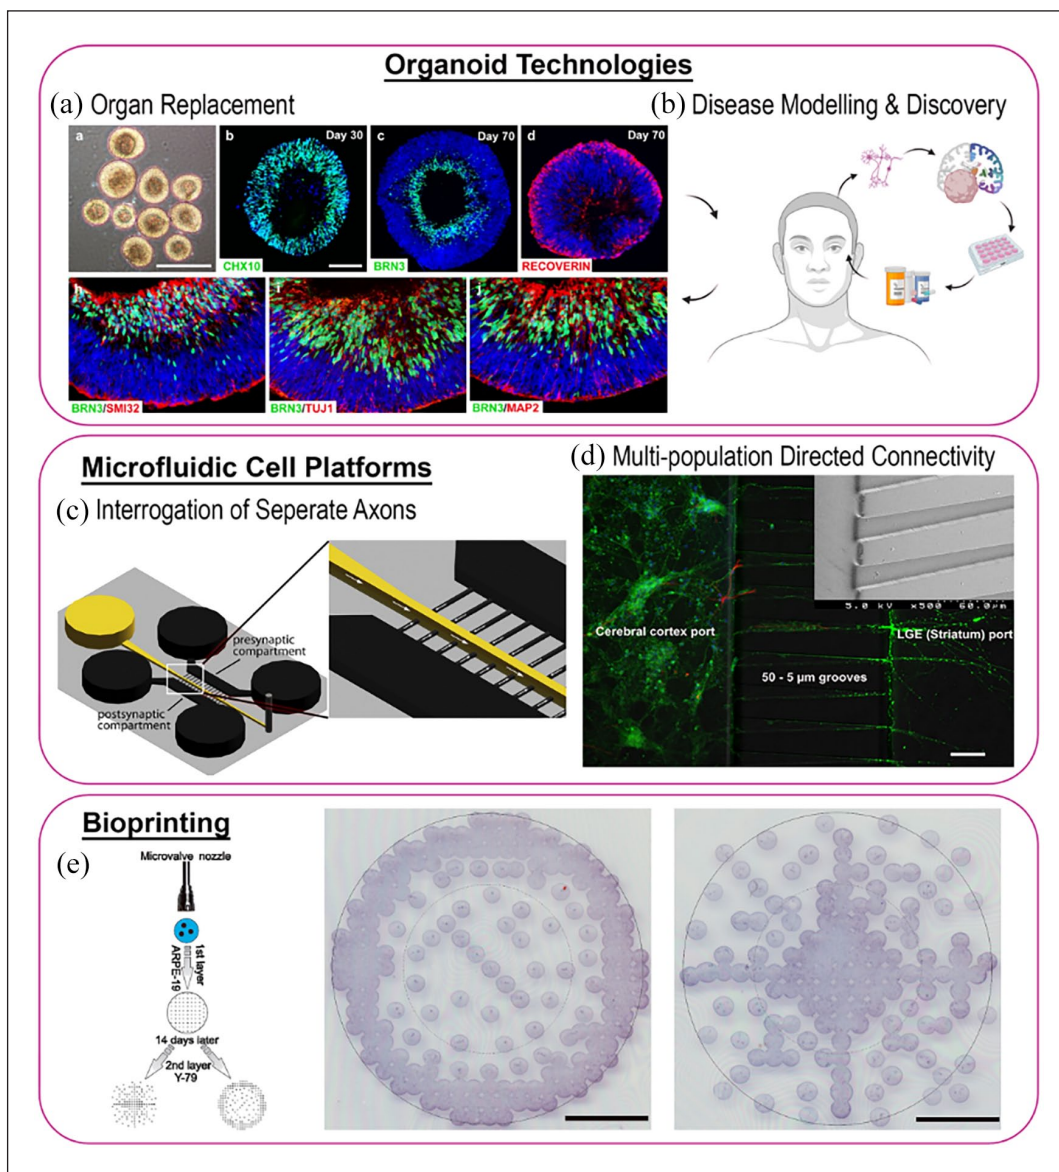 Organoid Technologies
(a) Organ Replacement
(b) Disease Modelling & Discovery
a
b Day 30
c Day 70
d Day 70
CHX10
BRN3
RECOVERIN
h
i
j
BRN3/SMI32
BRN3/TUJ1
BRN3/MAP2
Microfluidic Cell Platforms
(c) Interrogation of Seperate Axons
presynaptic
compartment
postsynaptic
compartment
(d) Multi-population Directed Connectivity
5.0 kV x500 60.0µm
Cerebral cortex port
LGE (Striatum) port
50 - 5 µm grooves
Bioprinting
(e)
Microvalve nozzle
1st layer
ARPE-19
14 days later
2nd layer
Y-79